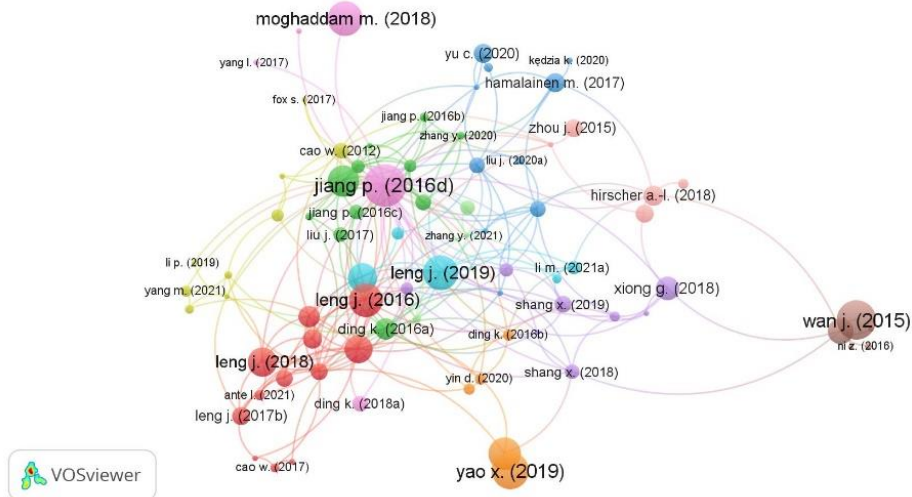 moghaddam m. (2018)
yu c. (2020)
kędzia k. (2020)
yang l. (2017)
hamalainen m. (2017)
fox s. (2017)
jiang p. (2016b)
zhou j. (2015)
zhang y. (2020)
cao w. (2012)
liu j. (2020a)
jiang p. (2016d)
hirscher a.-l. (2018)
jiang p. (2016c)
liu j. (2017)
zhang y. (2021)
li p. (2019)
leng j. (2019)
li m. (2021a)
yang m. (2021)
xiong g. (2018)
leng j. (2016)
shang x. (2019)
wan j. (2015)
ding k. (2016a)
ding k. (2016b)
ni z. (2016)
leng j. (2018)
shang x. (2018)
yin d. (2020)
ante l. (2021)
ding k. (2018a)
leng j. (2017b)
cao w. (2017)
yao x. (2019)
VOSviewer